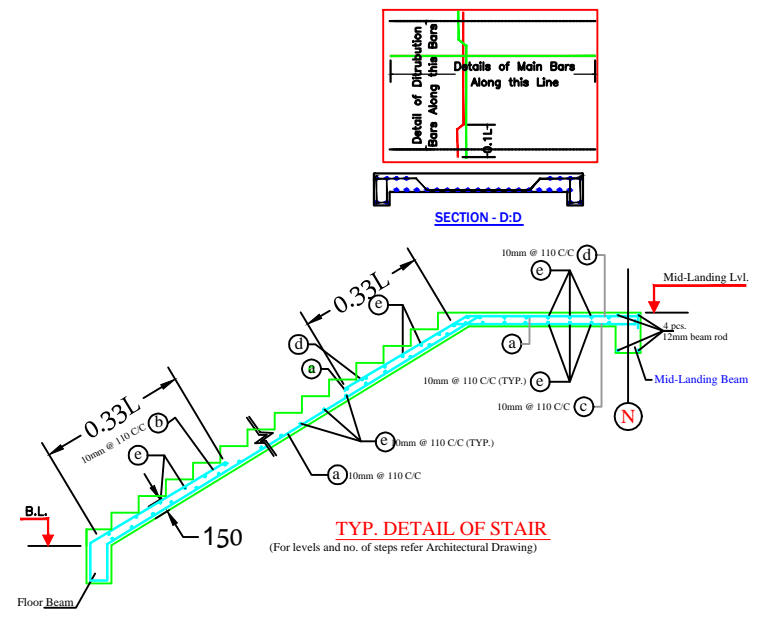 Detail of Ditrubution
Bars Along this Bars
Details of Main Bars
Along this Line
0.1L
SECTION - D:D
10mm @ 110 C/C
d
e
Mid-Landing Lvl.
0.33L
e
4 pcs.
12mm beam rod
d
a
a
10mm @ 110 C/C (TYP.)
e
Mid-Landing Beam
10mm @ 110 C/C
c
N
0.33L
10mm @ 110 C/C
b
e
e
10mm @ 110 C/C (TYP.)
a
10mm @ 110 C/C
B.L.
150
TYP. DETAIL OF STAIR
(For levels and no. of steps refer Architectural Drawing)
Floor Beam